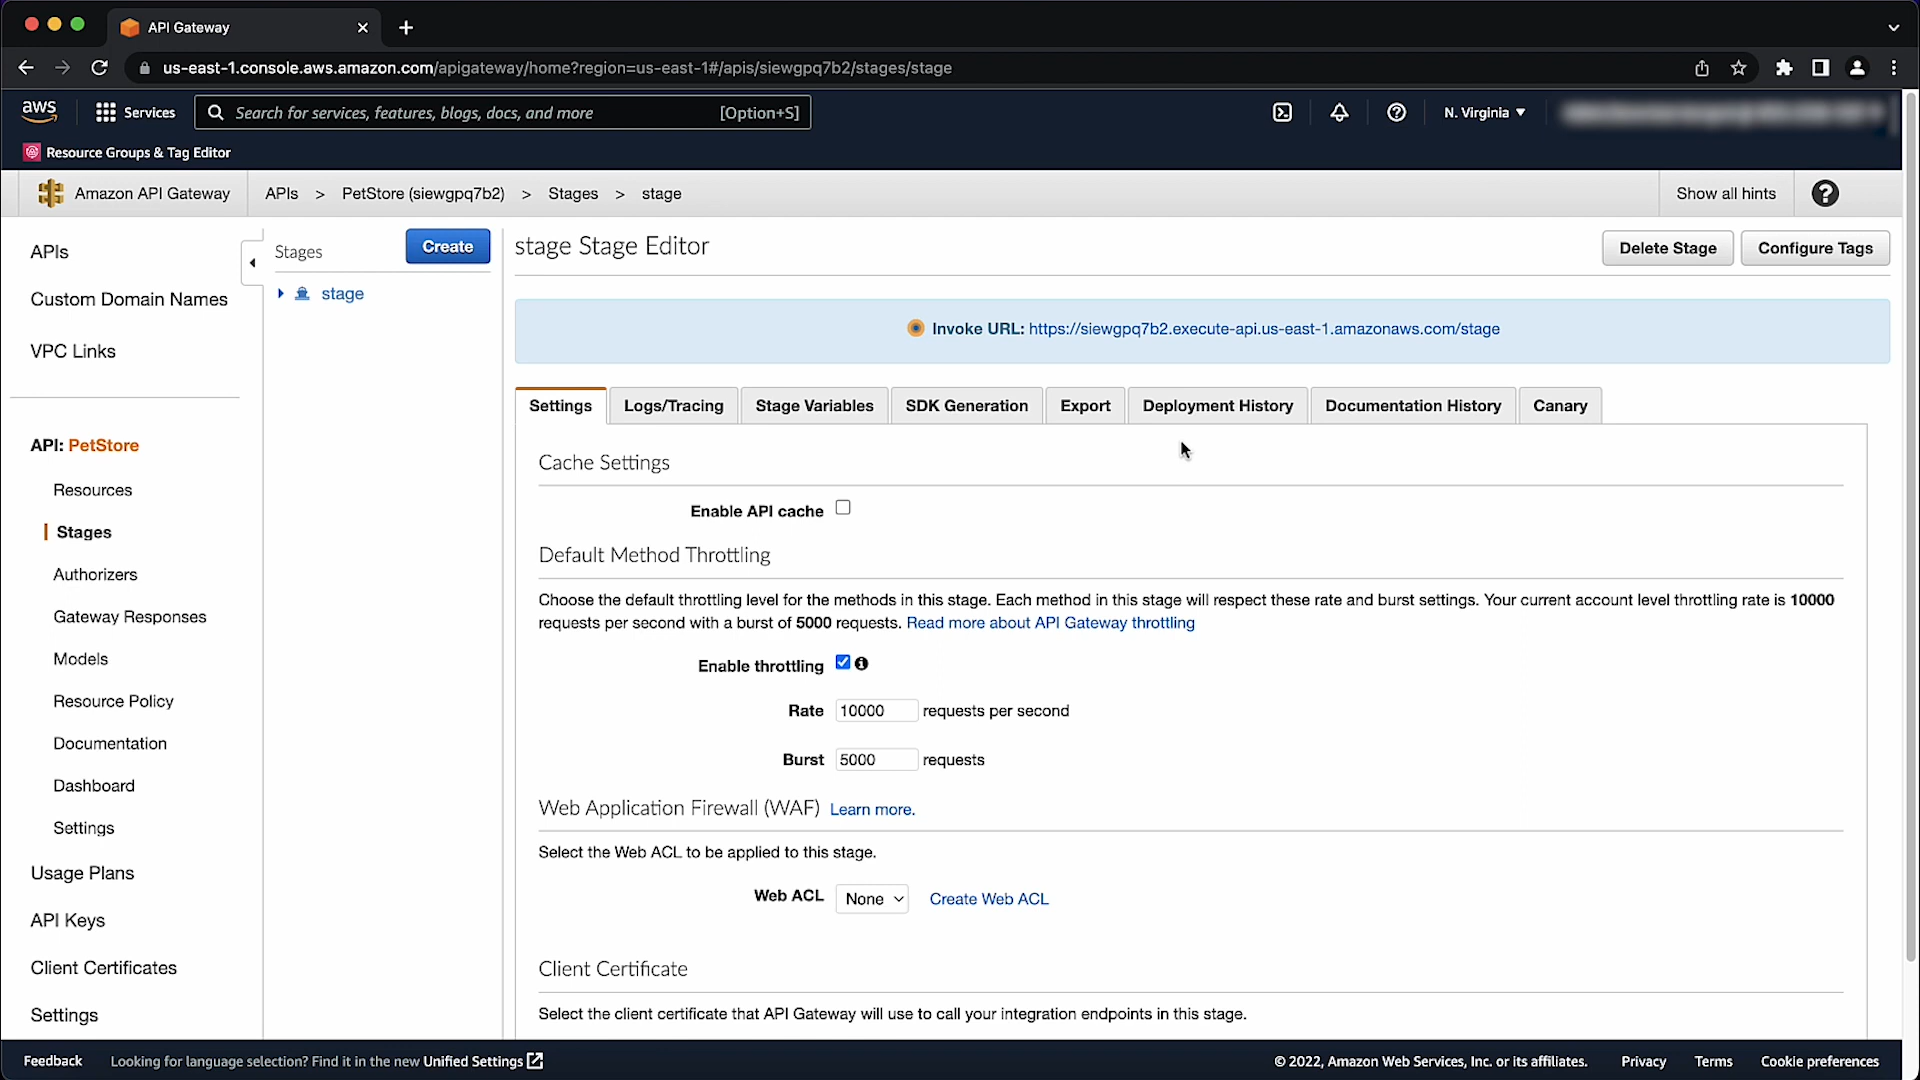 API Gateway
us-east-1.console.aws.amazon.com/apigateway/home?region=us-east-1#/apis/siewgpq7b2/stages/stage
aws
Services
Search for services, features, blogs, docs, and more
[Option+S]
N. Virginia
Resource Groups & Tag Editor
Amazon API Gateway
APIs > PetStore (siewgpq7b2) > Stages > stage
Show all hints
APIs
Custom Domain Names
VPC Links
API: PetStore
Resources
Stages
Authorizers
Gateway Responses
Models
Resource Policy
Documentation
Dashboard
Settings
Usage Plans
API Keys
Client Certificates
Settings
Stages
Create
stage
stage Stage Editor
Delete Stage
Configure Tags
Invoke URL: https://siewgpq7b2.execute-api.us-east-1.amazonaws.com/stage
Settings
Logs/Tracing
Stage Variables
SDK Generation
Export
Deployment History
Documentation History
Canary
Cache Settings
Enable API cache
Default Method Throttling
Choose the default throttling level for the methods in this stage. Each method in this stage will respect these rate and burst settings. Your current account level throttling rate is 10000
requests per second with a burst of 5000 requests. Read more about API Gateway throttling
Enable throttling
Rate 10000 requests per second
Burst 5000 requests
Web Application Firewall (WAF) Learn more.
Select the Web ACL to be applied to this stage.
Web ACL None Create Web ACL
Client Certificate
Select the client certificate that API Gateway will use to call your integration endpoints in this stage.
Feedback
Looking for language selection? Find it in the new Unified Settings
© 2022, Amazon Web Services, Inc. or its affiliates.
Privacy
Terms
Cookie preferences